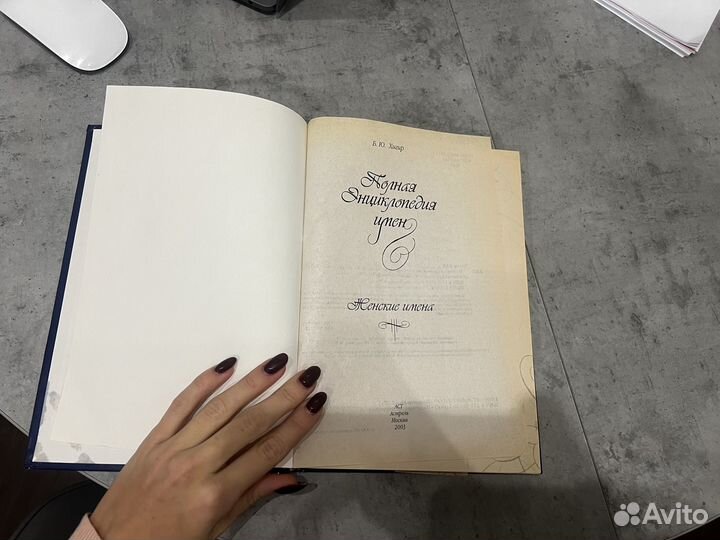 Б. Ю. Хигир
Полная
Энциклопедия
имен
Женские имена
АСТ
Астрель
Москва
2003
Avito